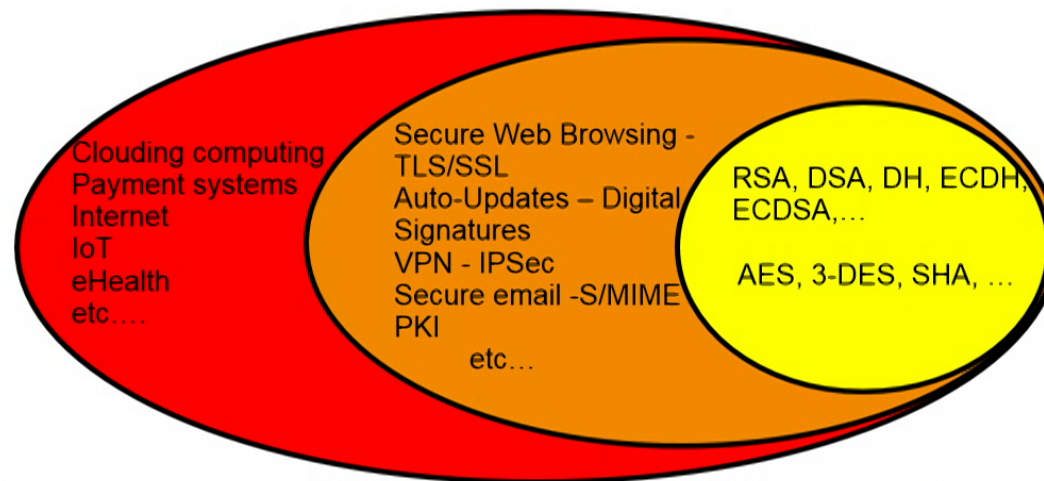 Clouding computing
Payment systems
Internet
IoT
eHealth
etc....
Secure Web Browsing -
TLS/SSL
Auto-Updates – Digital
Signatures
VPN - IPSec
Secure email -S/MIME
PKI
etc…
RSA, DSA, DH, ECDH,
ECDSA,…
AES, 3-DES, SHA, …